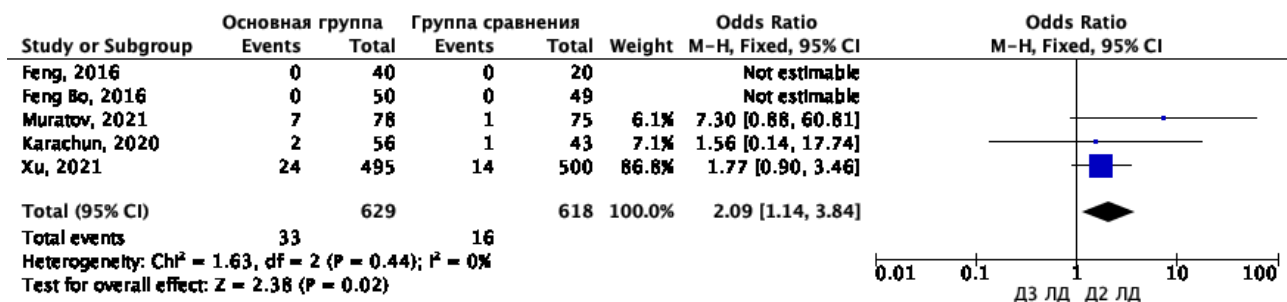 Основная группа Группа сравнения Odds Ratio Odds Ratio
Study or Subgroup Events Total Events Total Weight M-H, Fixed, 95% CI M-H, Fixed, 95% CI
Feng, 2016 0 40 0 20 Not estimable
Feng Bo, 2016 0 50 0 49 Not estimable
Muratov, 2021 7 78 1 75 6.1% 7.30 [0.88, 60.81]
Karachun, 2020 2 56 1 43 7.1% 1.56 [0.14, 17.74]
Xu, 2021 24 495 14 500 86.8% 1.77 [0.90, 3.46]
Total (95% CI) 629 618 100.0% 2.09 [1.14, 3.84]
Total events 33 16
Heterogeneity: Chi² = 1.63, df = 2 (P = 0.44); I² = 0%
Test for overall effect: Z = 2.38 (P = 0.02)
0.01 0.1 1 10 100
Д3 ЛД Д2 ЛД